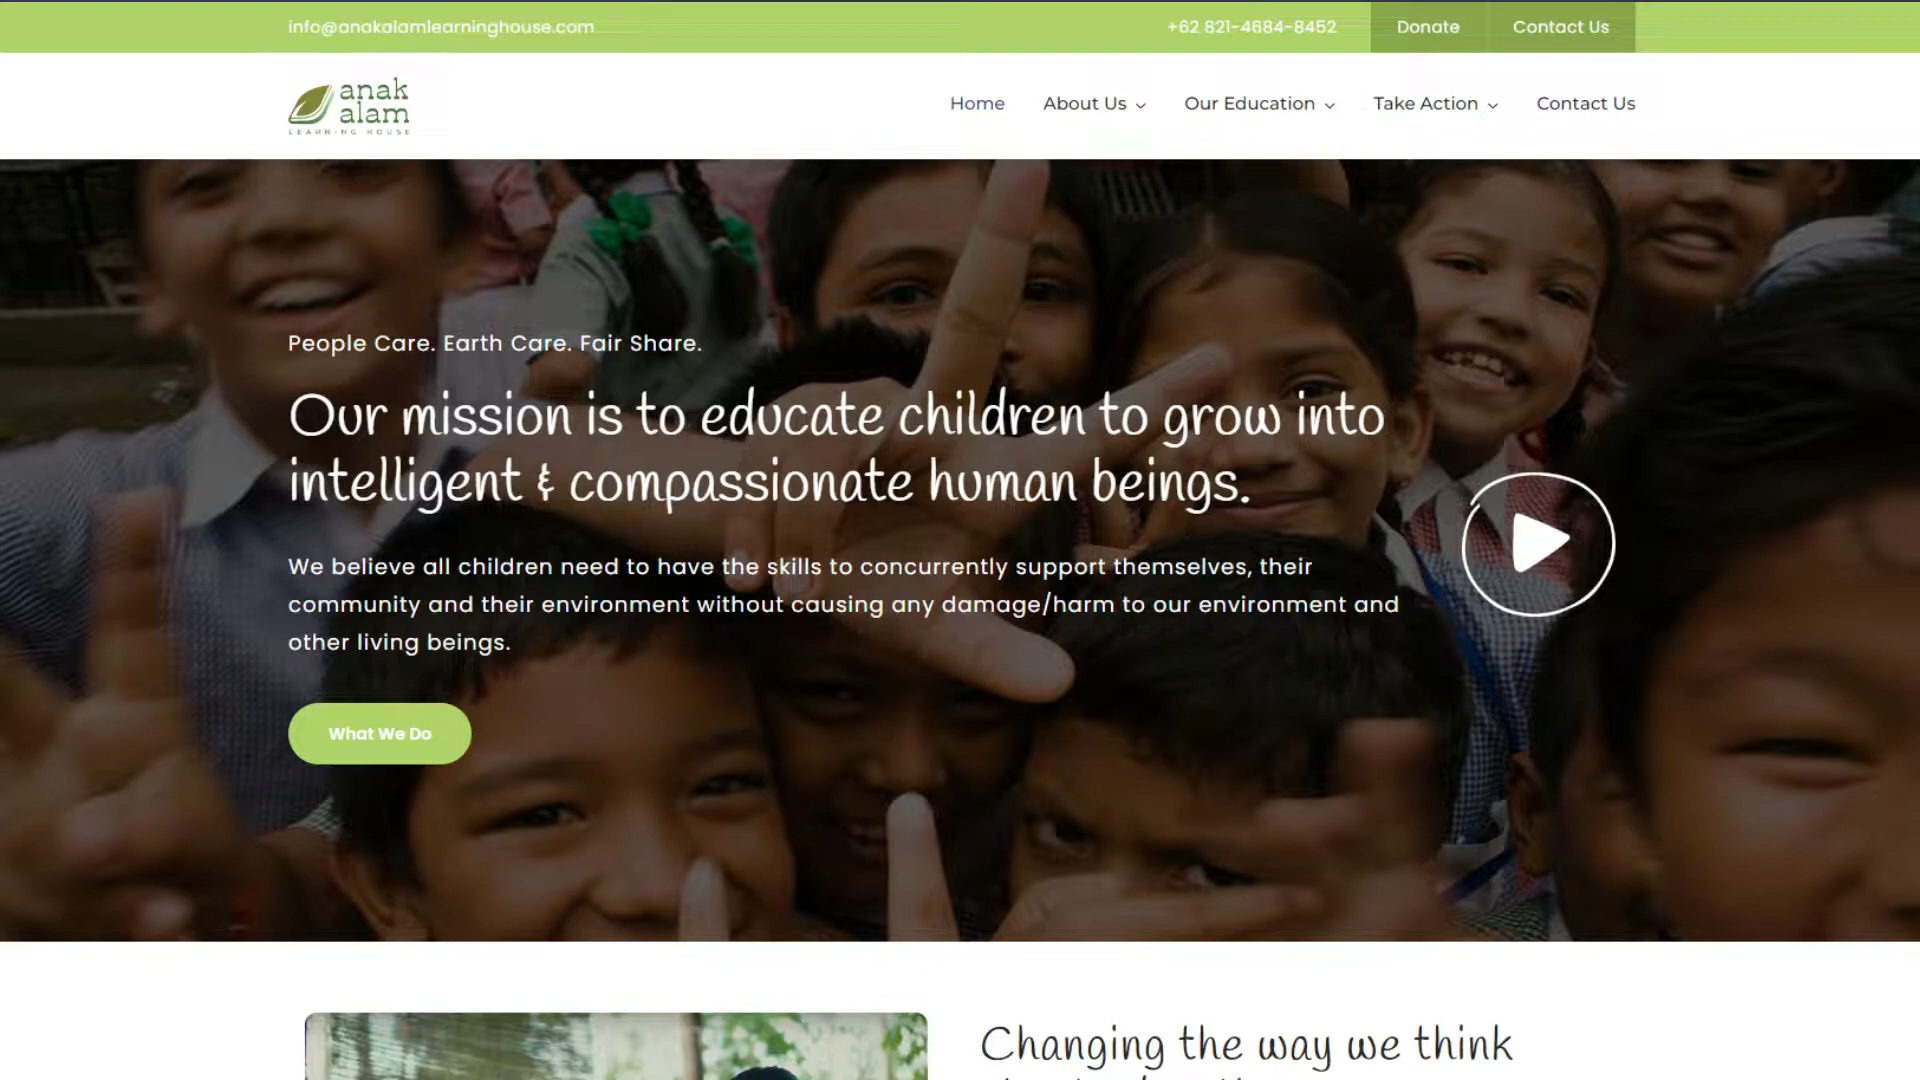 info@anakalamlearninghouse.com
+62 821-4684-8452
Donate
Contact Us
anak
alam
LEARNING HOUSE
Home
About Us
Our Education
Take Action
Contact Us
People Care. Earth Care. Fair Share.
Our mission is to educate children to grow into
intelligent & compassionate human beings.
We believe all children need to have the skills to concurrently support themselves, their
community and their environment without causing any damage/harm to our environment and
other living beings.
What We Do
Changing the way we think